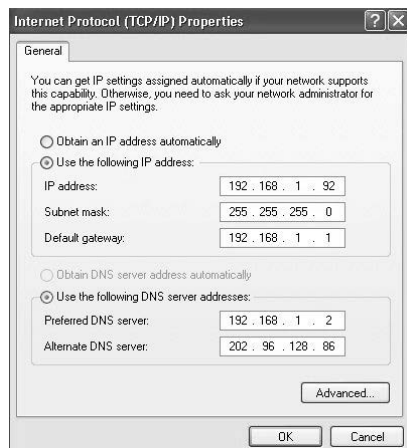 Internet Protocol (TCP/IP) Properties
General
You can get IP settings assigned automatically if your network supports
this capability. Otherwise, you need to ask your network administrator for
the appropriate IP settings.
Obtain an IP address automatically
Use the following IP address:
IP address: 192 . 168 . 1 . 92
Subnet mask: 255 . 255 . 255 . 0
Default gateway: 192 . 168 . 1 . 1
Obtain DNS server address automatically
Use the following DNS server addresses:
Preferred DNS server: 192 . 168 . 1 . 2
Alternate DNS server: 202 . 96 . 128 . 86
Advanced...
OK Cancel